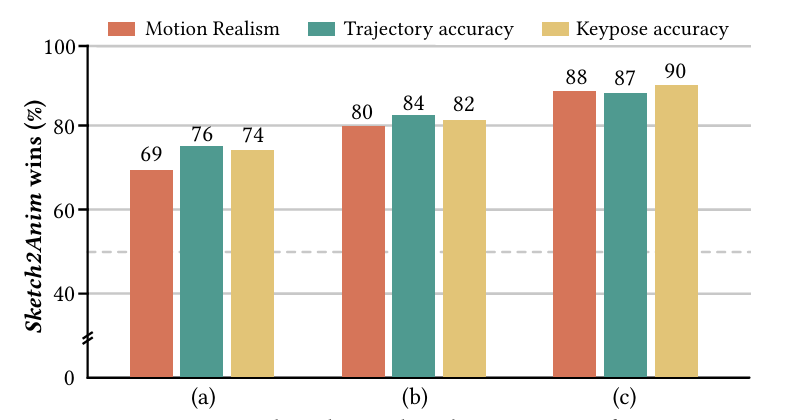 Motion Realism
Trajectory accuracy
Keypose accuracy
Sketch2Anim wins (%)
100
80
60
40
0
69
76
74
80
84
82
88
87
90
(a)
(b)
(c)